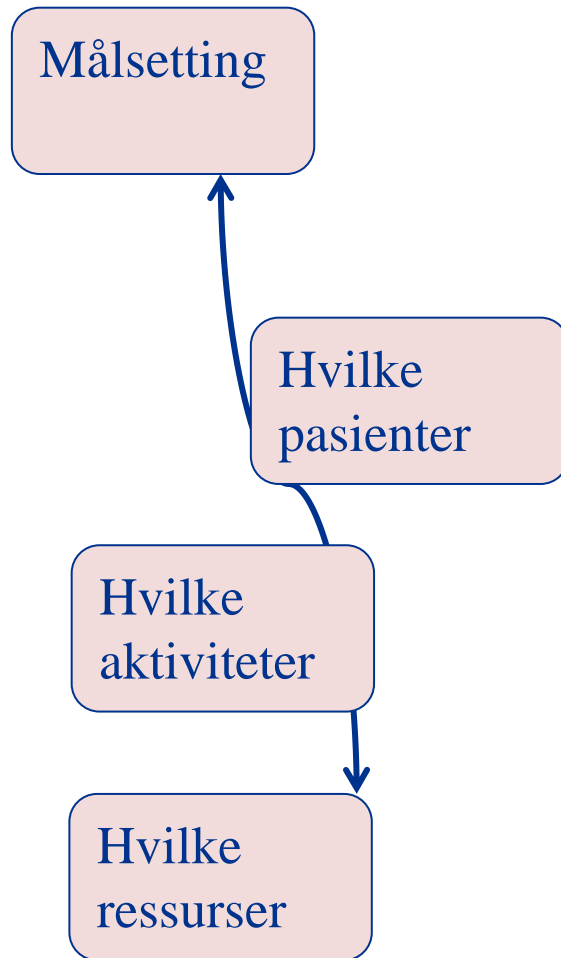 Målsetting
Hvilke
pasienter
Hvilke
aktiviteter
Hvilke
ressurser